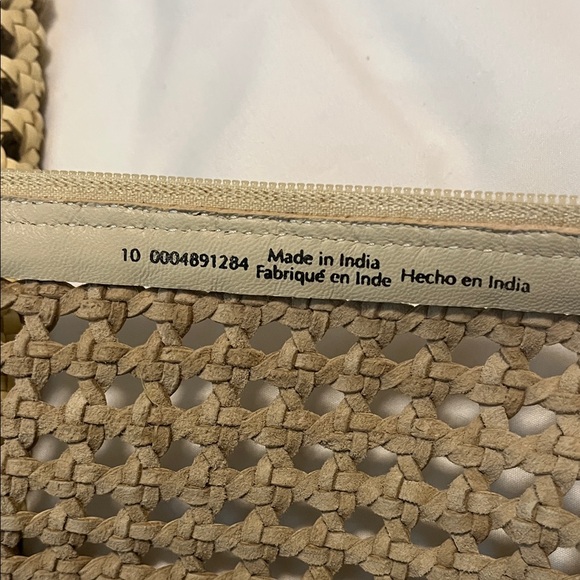 10 0004891284 Made in India
Fabriqué en Inde Hecho en India